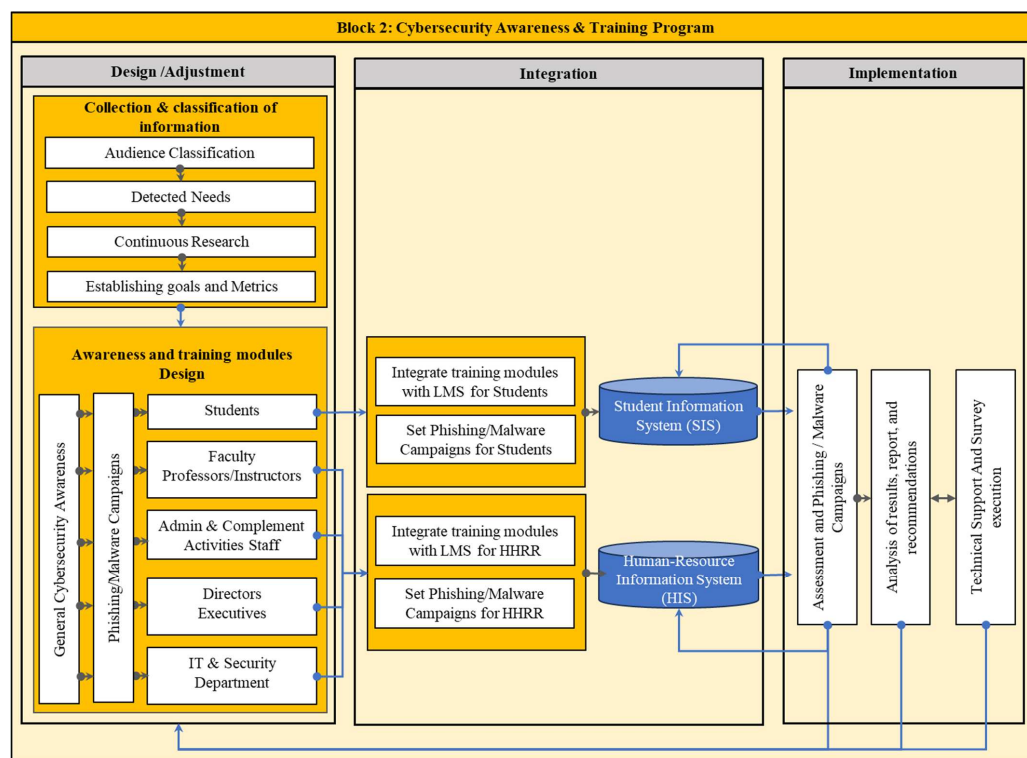 Block 2: Cybersecurity Awareness & Training Program
Design /Adjustment
Collection & classification of
information
Audience Classification
Detected Needs
Continuous Research
Establishing goals and Metrics
Awareness and training modules
Design
General Cybersecurity Awareness
Phishing/Malware Campaigns
Students
Faculty
Professors/Instructors
Admin & Complement
Activities Staff
Directors
Executives
IT & Security
Department
Integration
Integrate training modules
with LMS for Students
Set Phishing/Malware
Campaigns for Students
Student Information
System (SIS)
Integrate training modules
with LMS for HHRR
Set Phishing/Malware
Campaigns for HHRR
Human-Resource
Information System
(HIS)
Implementation
Assessment and Phishing / Malware
Campaigns
Analysis of results, report, and
recommendations
Technical Support And Survey
execution